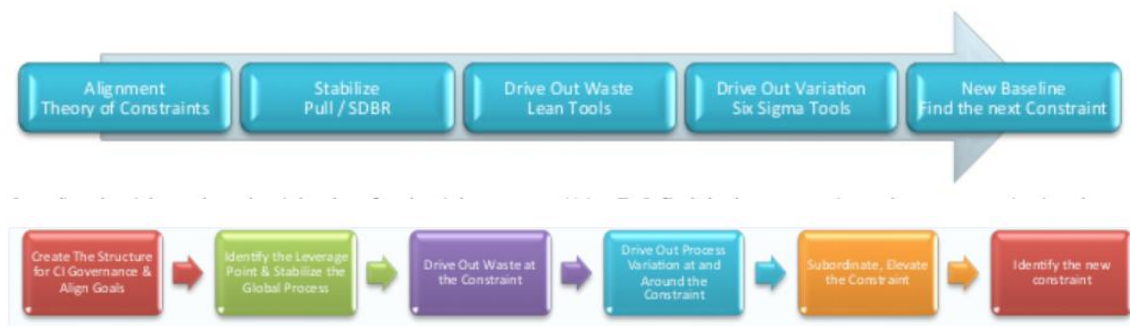 Alignment
Theory of Constraints
Stabilize
Pull / SDBR
Drive Out Waste
Lean Tools
Drive Out Variation
Six Sigma Tools
New Baseline
Find the next Constraint
Create The Structure
for CI Governance &
Align Goals
Identify the Leverage
Point & Stabilize the
Global Process
Drive Out Waste at
the Constraint
Drive Out Process
Variation at and
Around the
Constraint
Subordinate, Elevate
the Constraint
Identify the new
constraint